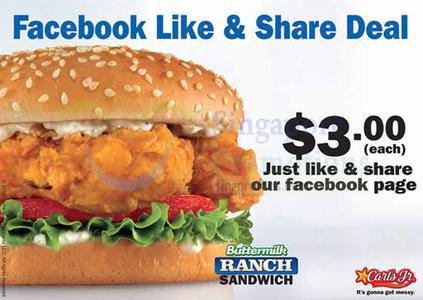 Facebook Like & Share Deal
$3.00
(each)
Just like & share
our facebook page
Buttermilk
RANCH
SANDWICH
Carl's Jr.
It's gonna get messy.